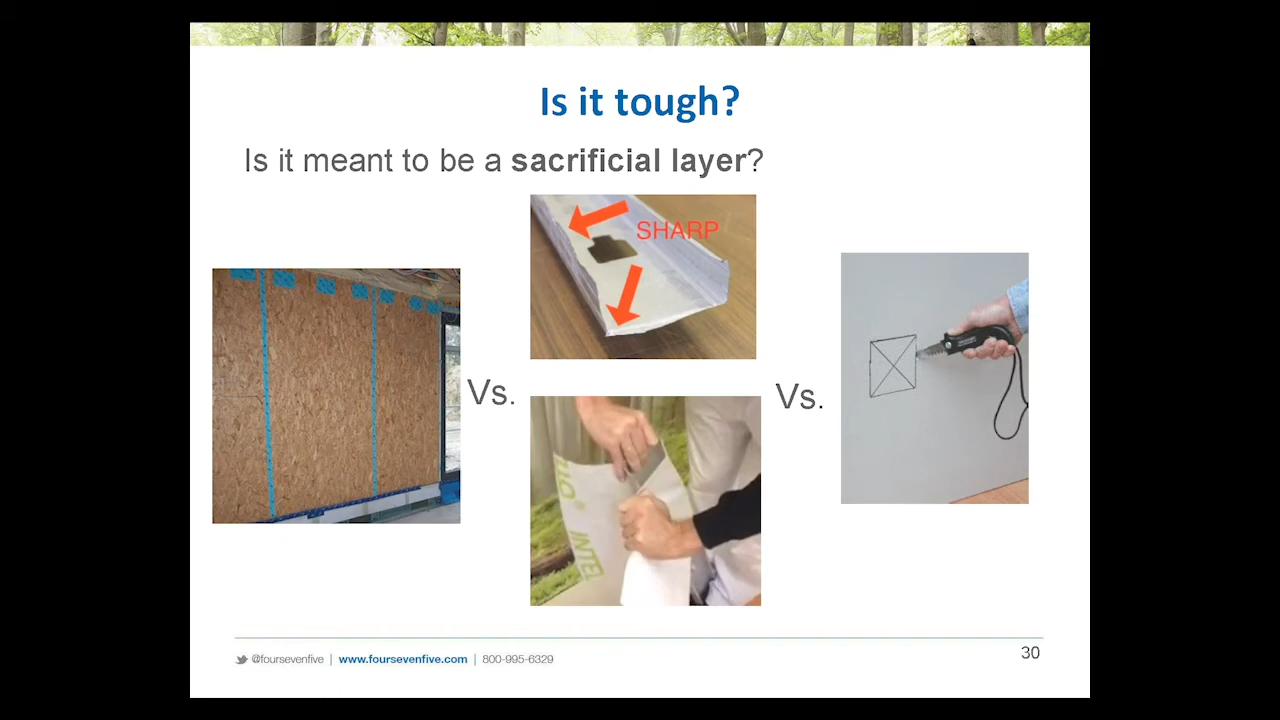 Is it tough?
Is it meant to be a sacrificial layer?
SHARP
Vs.
Vs.
INTE
@foursevenfive | www.foursevenfive.com | 800-995-6329
30